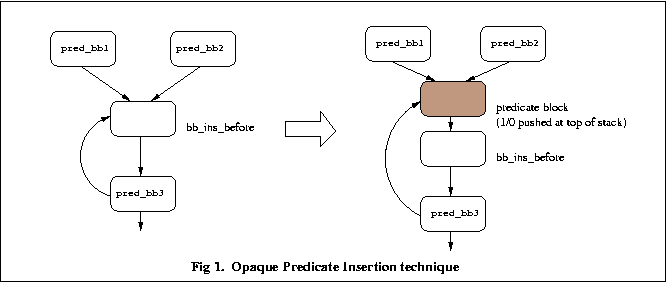 pred_bb1
pred_bb2
bb_ins_before
pred_bb3
pred_bb1
pred_bb2
predicate block
(1/0 pushed at top of stack)
bb_ins_before
pred_bb3
Fig 1. Opaque Predicate Insertion technique